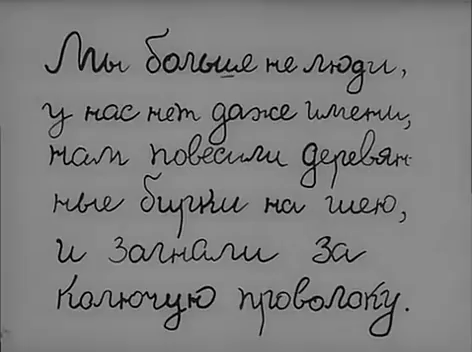 Мы больше не люди,
у нас нет даже имени,
нам повесили деревян-
ные бирки на шею,
и загнали за
колючую проволоку.